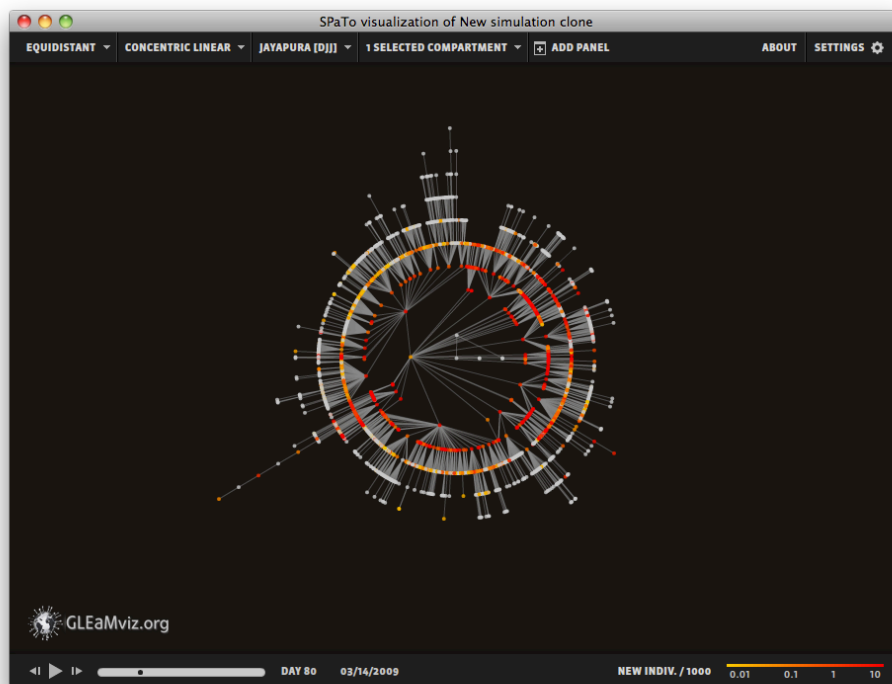 SPaTo visualization of New simulation clone
EQUIDISTANT CONCENTRIC LINEAR JAYAPURA [DJJ] 1 SELECTED COMPARTMENT ADD PANEL ABOUT SETTINGS
GLEaMviz.org
DAY 80 03/14/2009 NEW INDIV. / 1000
0.01 0.1 1 10